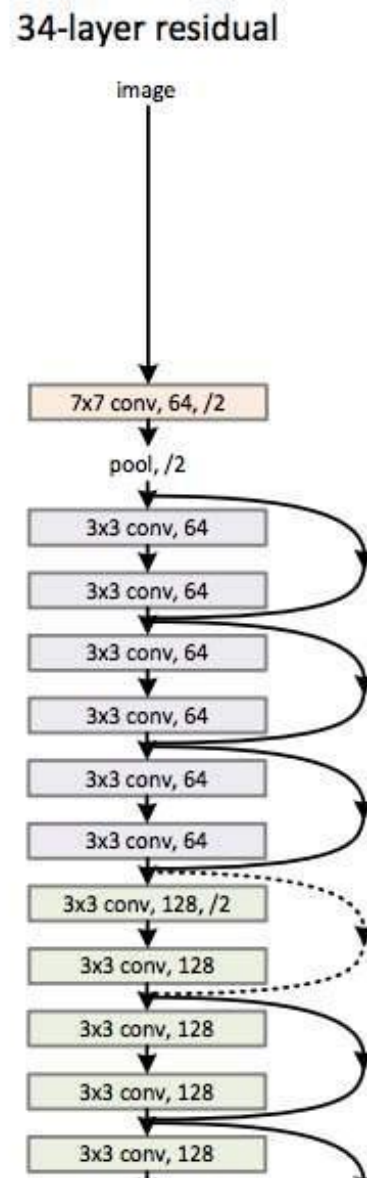 34-layer residual
image
7x7 conv, 64, /2
pool, /2
3x3 conv, 64
3x3 conv, 64
3x3 conv, 64
3x3 conv, 64
3x3 conv, 64
3x3 conv, 64
3x3 conv, 128, /2
3x3 conv, 128
3x3 conv, 128
3x3 conv, 128
3x3 conv, 128